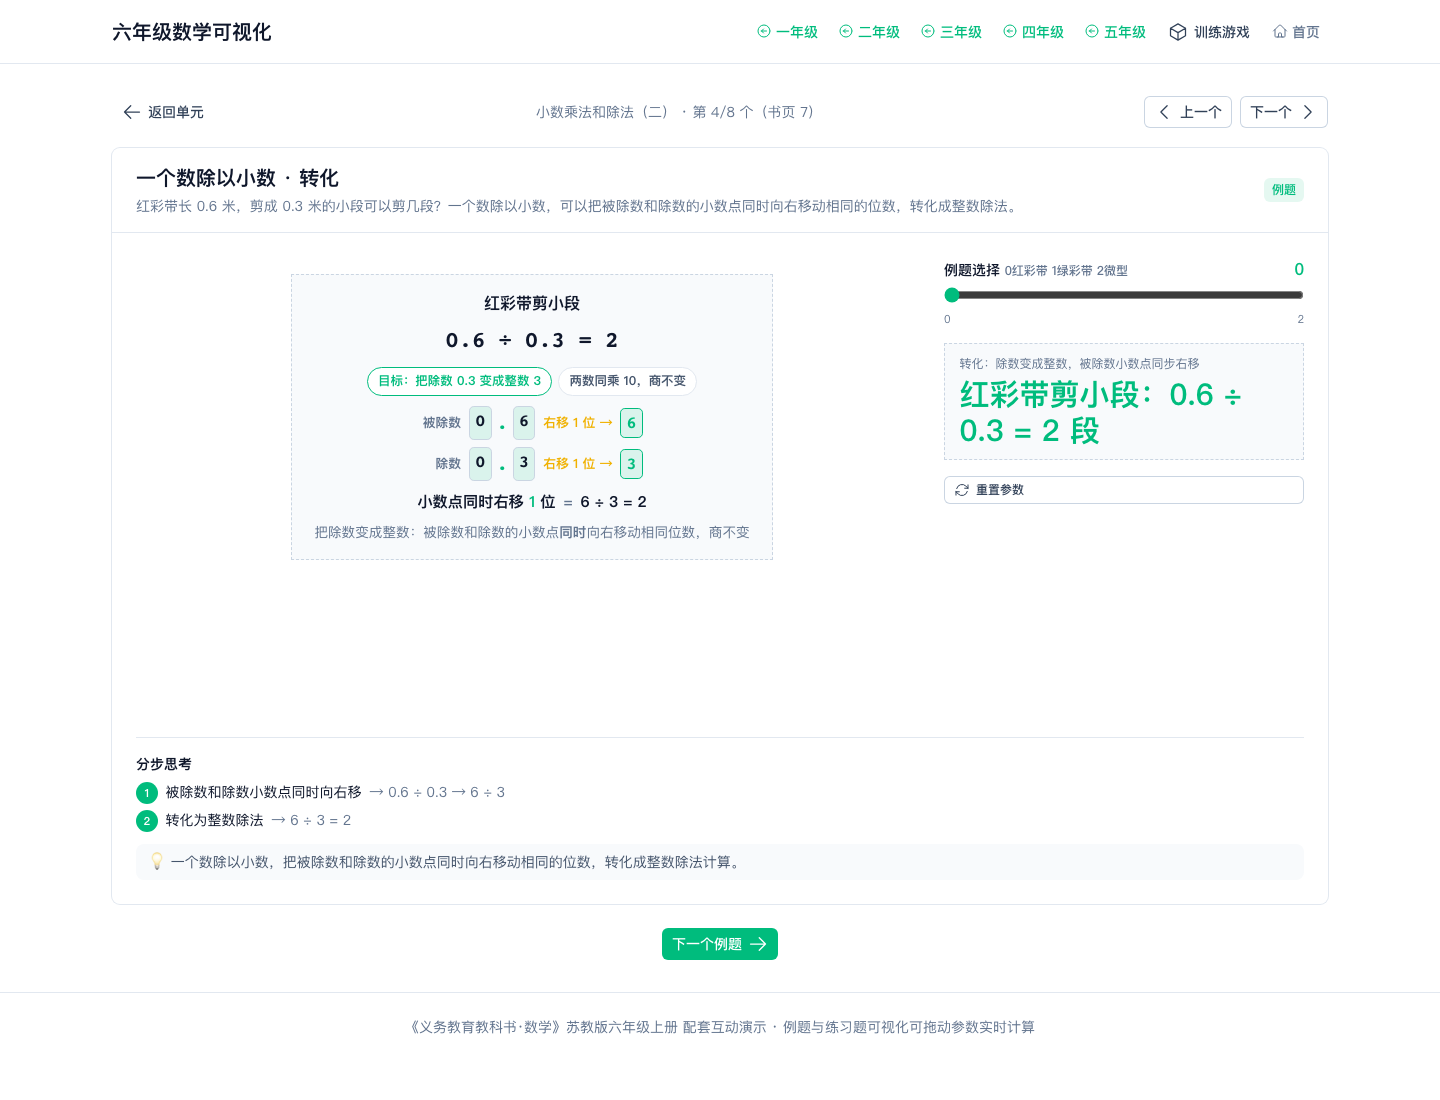 六年级数学可视化
一年级 二年级 三年级 四年级 五年级 训练游戏 首页
返回单元
小数乘法和除法（二） · 第 4/8 个（书页 7）
上一个 下一个
一个数除以小数 · 转化
红彩带长 0.6 米，剪成 0.3 米的小段可以剪几段？一个数除以小数，可以把被除数和除数的小数点同时向右移动相同的位数，转化成整数除法。
例题
红彩带剪小段
0.6 ÷ 0.3 = 2
目标：把除数 0.3 变成整数 3 两数同乘 10，商不变
被除数 0 . 6 右移 1 位 → 6
除数 0 . 3 右移 1 位 → 3
小数点同时右移 1 位 = 6 ÷ 3 = 2
把除数变成整数：被除数和除数的小数点同时向右移动相同位数，商不变
例题选择 0红彩带 1绿彩带 2微型 0
0 2
转化：除数变成整数，被除数小数点同步右移
红彩带剪小段：0.6 ÷
0.3 = 2 段
重置参数
分步思考
1 被除数和除数小数点同时向右移 → 0.6 ÷ 0.3 → 6 ÷ 3
2 转化为整数除法 → 6 ÷ 3 = 2
💡 一个数除以小数，把被除数和除数的小数点同时向右移动相同的位数，转化成整数除法计算。
下一个例题
《义务教育教科书·数学》苏教版六年级上册 配套互动演示 · 例题与练习题可视化可拖动参数实时计算